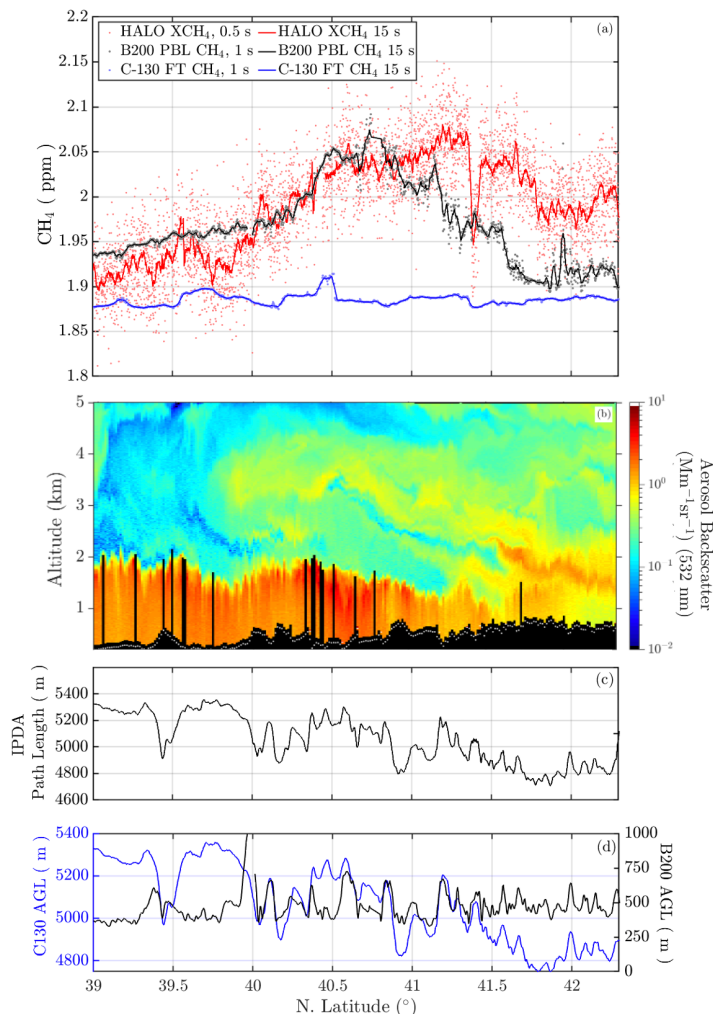 2.2
(a)
HALO XCH₄, 0.5 s
HALO XCH₄ 15 s
B200 PBL CH₄, 1 s
B200 PBL CH₄ 15 s
C-130 FT CH₄, 1 s
C-130 FT CH₄ 15 s
2.15
2.1
2.05
2
1.95
1.9
1.85
1.8
CH₄ ( ppm )
5
4
3
2
1
Altitude (km)
(b)
10¹
10⁰
10⁻¹
10⁻²
Aerosol Backscatter
(Mm⁻¹sr⁻¹) (532 nm)
5400
5200
5000
4800
4600
IPDA
Path Length ( m )
(c)
5400
5200
5000
4800
C130 AGL ( m )
(d)
1000
750
500
250
0
B200 AGL ( m )
39 39.5 40 40.5 41 41.5 42
N. Latitude (°)